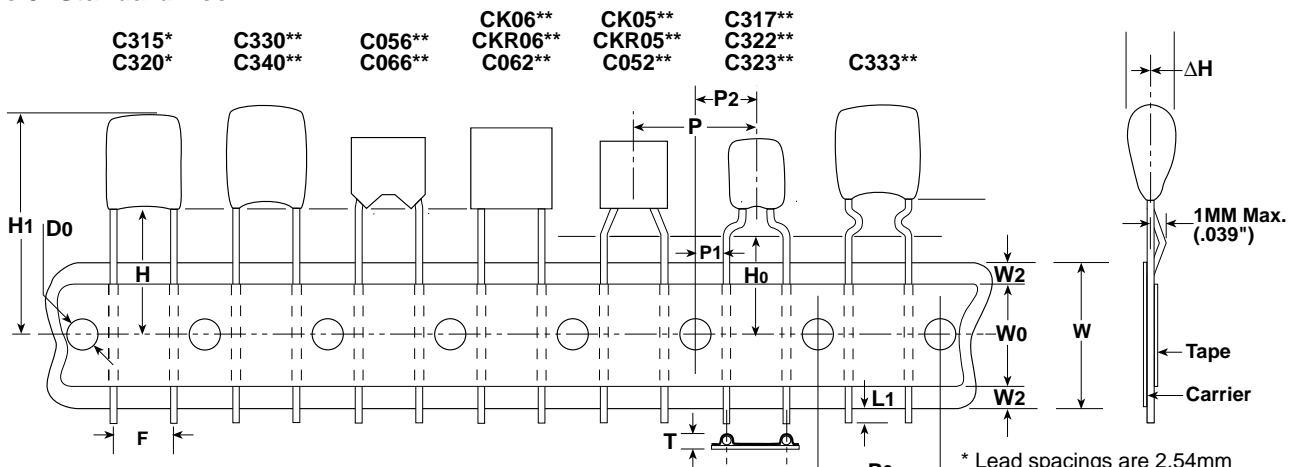 C315*
C320*
C330**
C340**
C056**
C066**
CK06**
CKR06**
C062**
CK05**
CKR05**
C052**
C317**
C322**
C323**
C333**
ΔH
P2
P
H1
D0
H
P1
H0
1MM Max.
(.039")
W2
W0
W
W2
Tape
Carrier
L1
F
T
* Lead spacings are 2.54mm